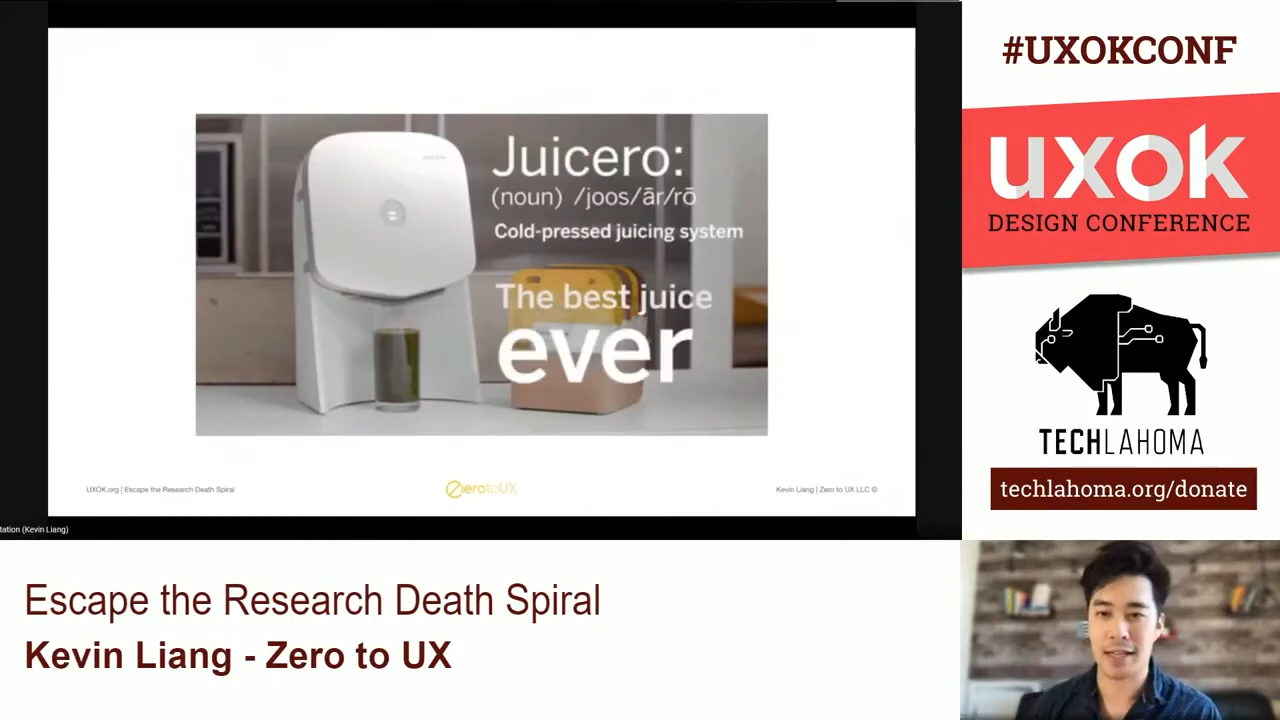 Juicero:
(noun) /joos/ār/rō
Cold-pressed juicing system
The best juice
ever
UXOK.org | Escape the Research Death Spiral
ZerotoUX
Kevin Liang | Zero to UX LLC ©
tation (Kevin Liang)
#UXOKCONF
UXOK
DESIGN CONFERENCE
TECHLAHOMA
techlahoma.org/donate
Escape the Research Death Spiral
Kevin Liang - Zero to UX